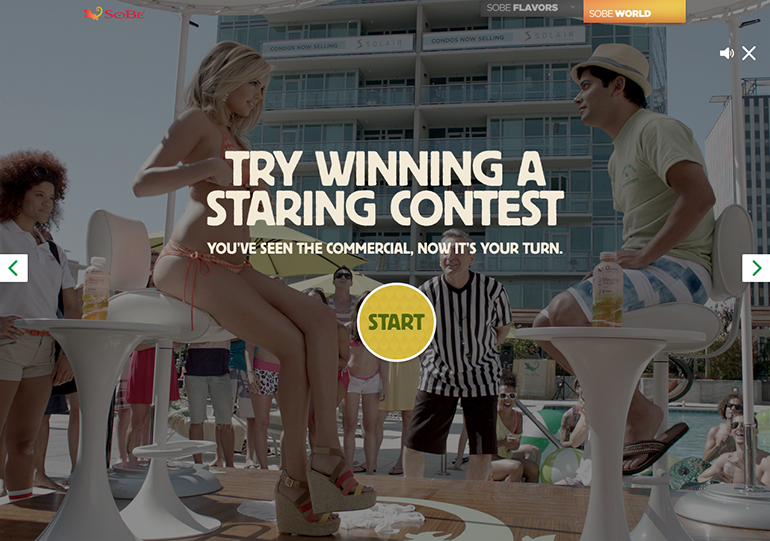 SoBe
SOBE FLAVORS
SOBE WORLD
CONDOS NOW SELLING SOLAIR
CONDOS NOW SELLING SOLAIR
TRY WINNING A
STARING CONTEST
YOU'VE SEEN THE COMMERCIAL, NOW IT'S YOUR TURN.
START